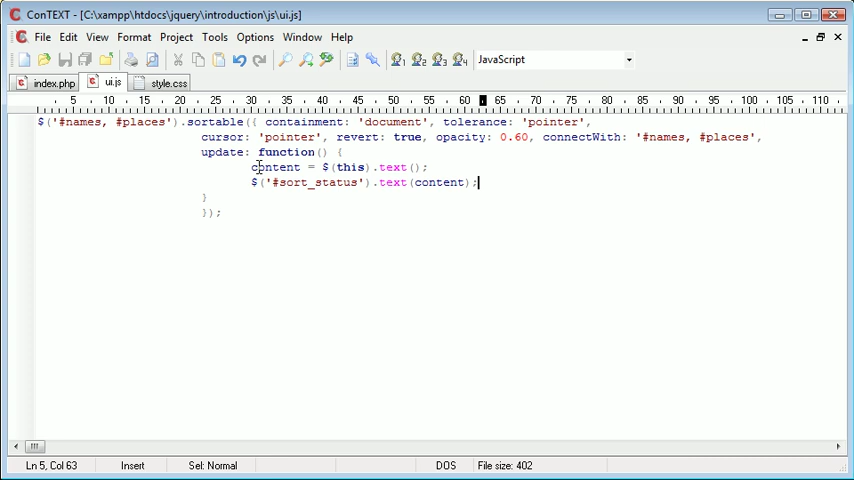 ConTEXT - [C:\xampp\htdocs\jquery\introduction\js\ui.js]
File Edit View Format Project Tools Options Window Help
1 2 3 4 JavaScript
index.php ui.js style.css
5 10 15 20 25 30 35 40 45 50 55 60 65 70 75 80 85 90 95 100 105 110
$('#names, #places').sortable({ containment: 'document', tolerance: 'pointer',
cursor: 'pointer', revert: true, opacity: 0.60, connectWith: '#names, #places',
update: function() {
content = $(this).text();
$('#sort_status').text(content);
}
});
Ln 5, Col 63 Insert Sel: Normal DOS File size: 402